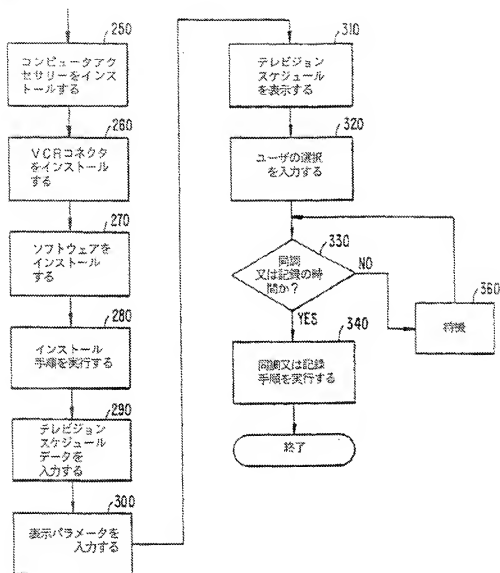 250
コンピュータアク
セサリーをインス
トールする
260
VCRコネクタ
をインストール
する
270
ソフトウェアを
インストール
する
280
インストール
手順を実行する
290
テレビジョン
スケジュール
データを
入力する
300
表示パラメータを
入力する
310
テレビジョン
スケジュール
を表示する
320
ユーザの選択
を入力する
330
同調
又は記録の時
間か?
NO
YES
360
待機
340
同調又は記録
手順を実行する
終了